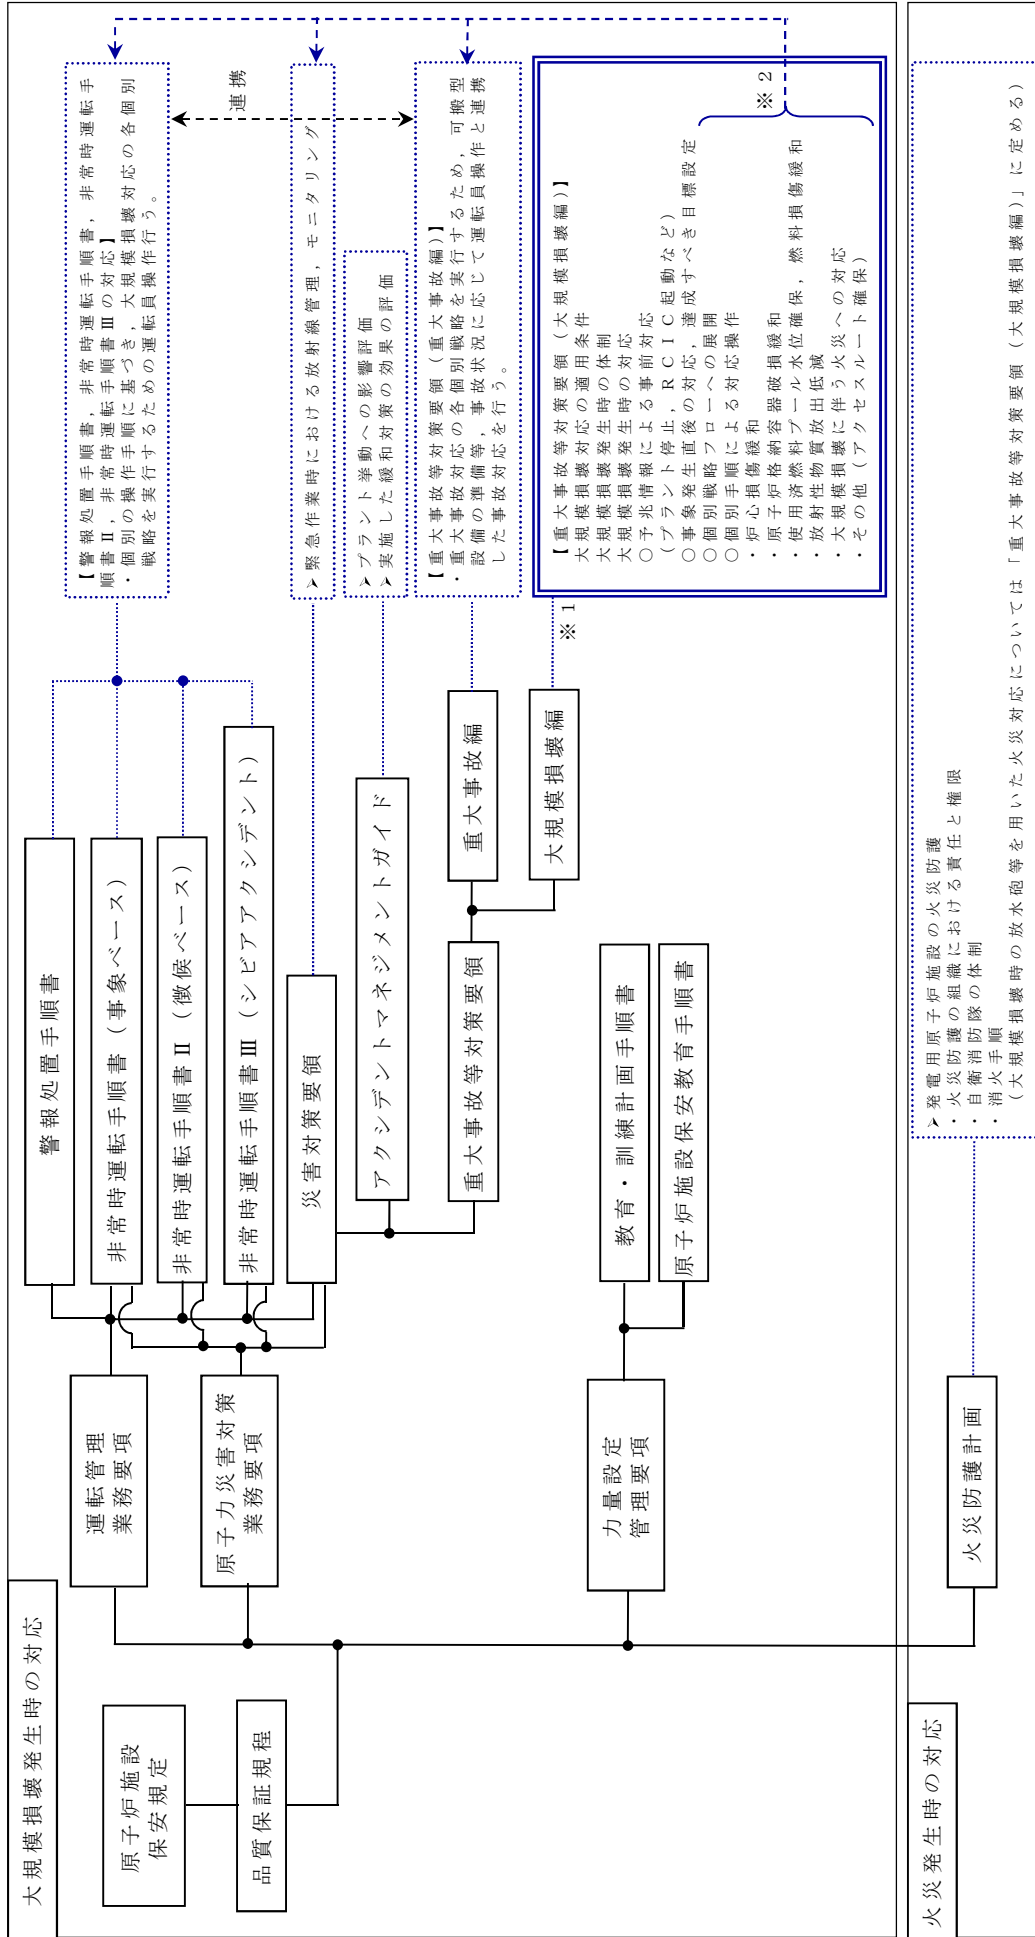 大規模損壊発生時の対応
原子炉施設
保安規定
品質保証規程
運転管理
業務要項
原子力災害対策
業務要項
力量設定
管理要項
警報処置手順書
非常時運転手順書（事象ベース）
非常時運転手順書Ⅱ（徴候ベース）
非常時運転手順書Ⅲ（シビアアクシデント）
災害対策要領
アクシデントマネジメントガイド
重大事故等対策要領
重大事故編
大規模損壊編
教育・訓練計画手順書
原子炉施設保安教育手順書
【警報処置手順書，非常時運転手順書，非常時運転手
順書Ⅱ，非常時運転手順書Ⅲの対応】
・個別の操作手順に基づき，大規模損壊対応の各個別
戦略を実行するための運転員操作行う。
連携
➢緊急作業時における放射線管理，モニタリング
➢プラント挙動への影響評価
➢実施した緩和対策の効果の評価
【重大事故等対策要領（重大事故編）】
・重大事故対応の各個別戦略を実行するため，可搬型
設備の準備等，事故状況に応じて運転員操作と連携
した事故対応を行う。
※１
【重大事故等対策要領（大規模損壊編）】
大規模損壊対応の適用条件
大規模損壊発生時の体制
大規模損壊発生時の対応
○予兆情報による事前対応
（プラント停止，ＲＣＩＣ起動など）
○事象発生直後の対応，達成すべき目標設定
○個別戦略フローへの展開
○個別手順による対応操作
・炉心損傷緩和
・原子炉格納容器破損緩和
・使用済燃料プール水位確保，燃料損傷緩和
・放射性物質放出低減
・大規模損壊に伴う火災への対応
・その他（アクセスルート確保）
※２
火災発生時の対応
火災防護計画
➢発電用原子炉施設の火災防護
・火災防護の組織における責任と権限
・自衛消防隊の体制
・消火手順
（大規模損壊時の放水砲等を用いた火災対応については「重大事故等対策要領（大規模損壊編）」に定める）